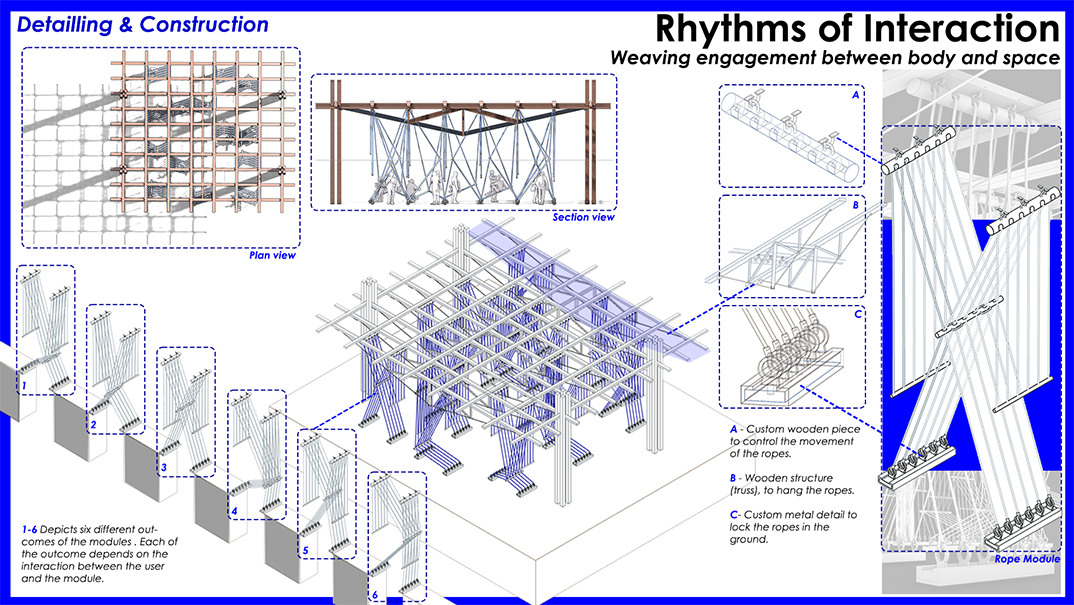 Detailling & Construction
Rhythms of Interaction
Weaving engagement between body and space
Plan view
Section view
A
B
C
1
2
3
4
5
6
A - Custom wooden piece
to control the movement
of the ropes.
B - Wooden structure
(truss), to hang the ropes.
C- Custom metal detail to
lock the ropes in the
ground.
1-6 Depicts six different out-
comes of the modules . Each of
the outcome depends on the
interaction between the user
and the module.
Rope Module